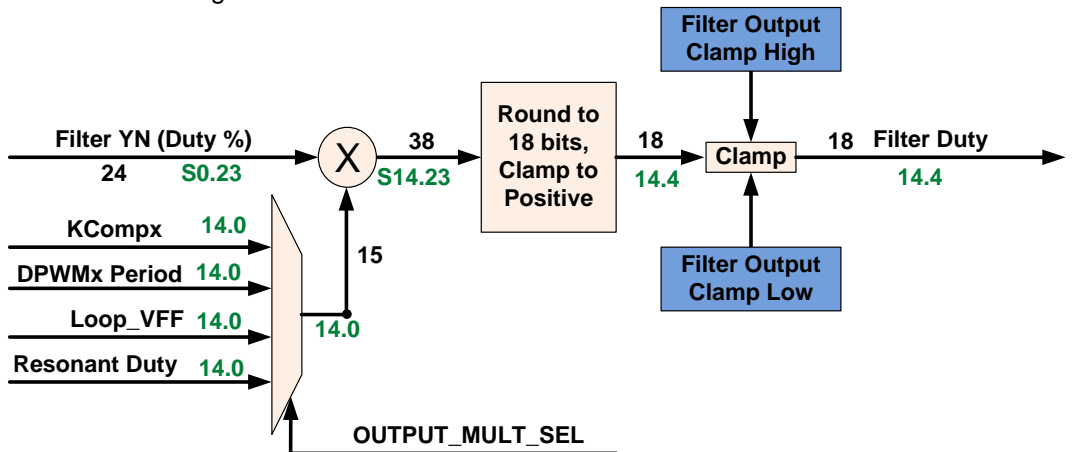 Filter Output
Clamp High
Filter YN (Duty %)
24
S0.23
X
38
S14.23
Round to
18 bits,
Clamp to
Positive
18
14.4
Clamp
18
Filter Duty
14.4
KCompx
14.0
DPWMx Period
14.0
Loop_VFF
14.0
Resonant Duty
14.0
15
14.0
Filter Output
Clamp Low
OUTPUT_MULT_SEL